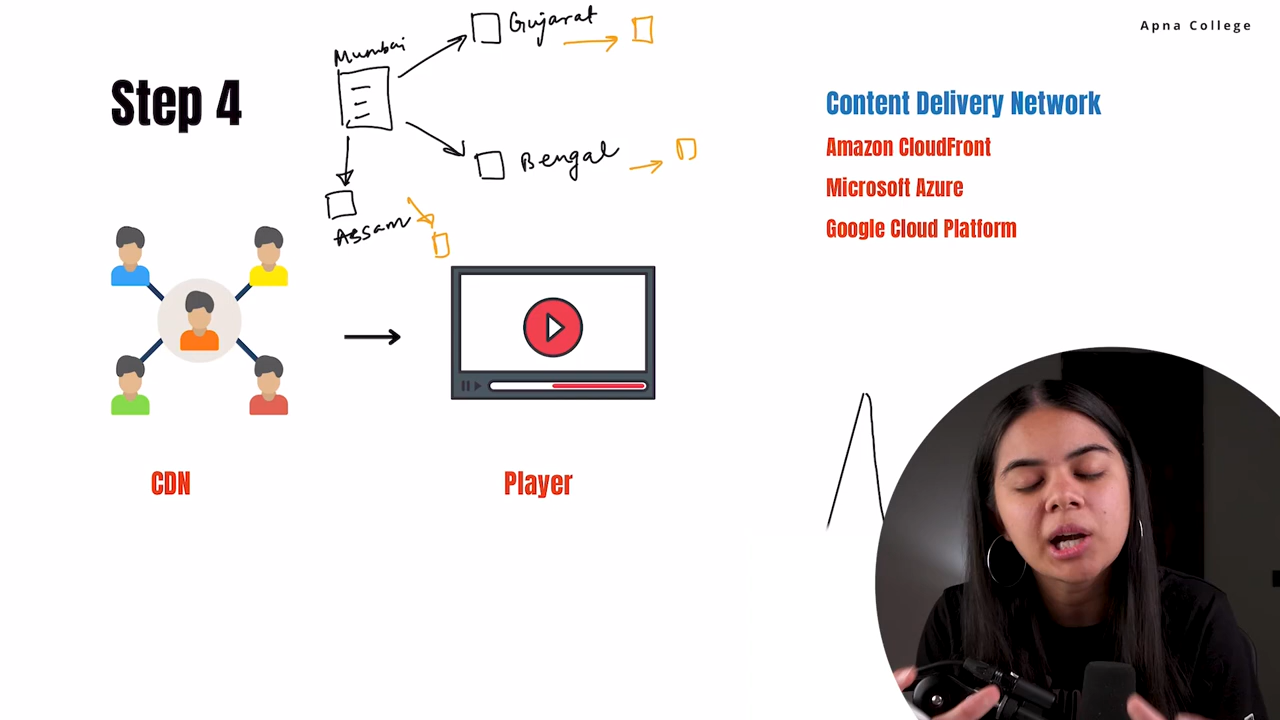 Apna College
Step 4
Mumbai
Gujarat
Bengal
Assam
Content Delivery Network
Amazon CloudFront
Microsoft Azure
Google Cloud Platform
CDN
Player